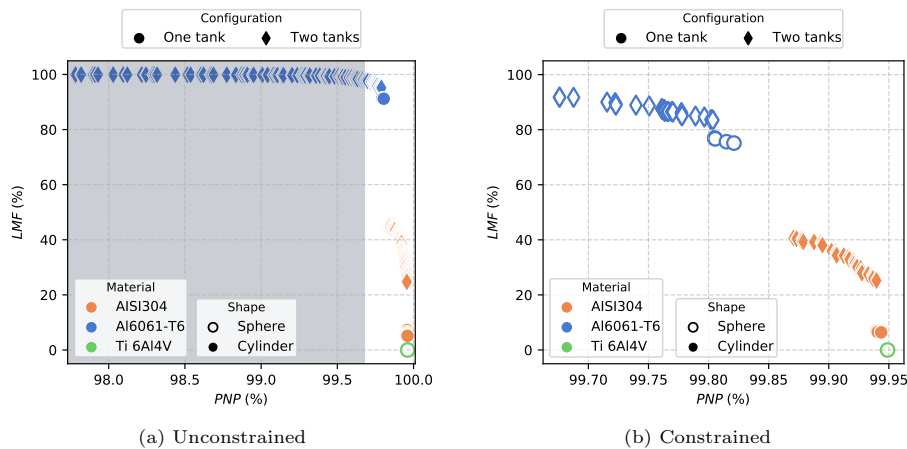 Configuration
One tank Two tanks
100
80
60
40
20
0
LMF (%)
Material
AISI304
Al6061-T6
Ti 6Al4V
Shape
Sphere
Cylinder
98.0 98.5 99.0 99.5 100.0
PNP (%)
(a) Unconstrained
Configuration
One tank Two tanks
100
80
60
40
20
0
LMF (%)
Material
AISI304
Al6061-T6
Ti 6Al4V
Shape
Sphere
Cylinder
99.70 99.75 99.80 99.85 99.90 99.95
PNP (%)
(b) Constrained